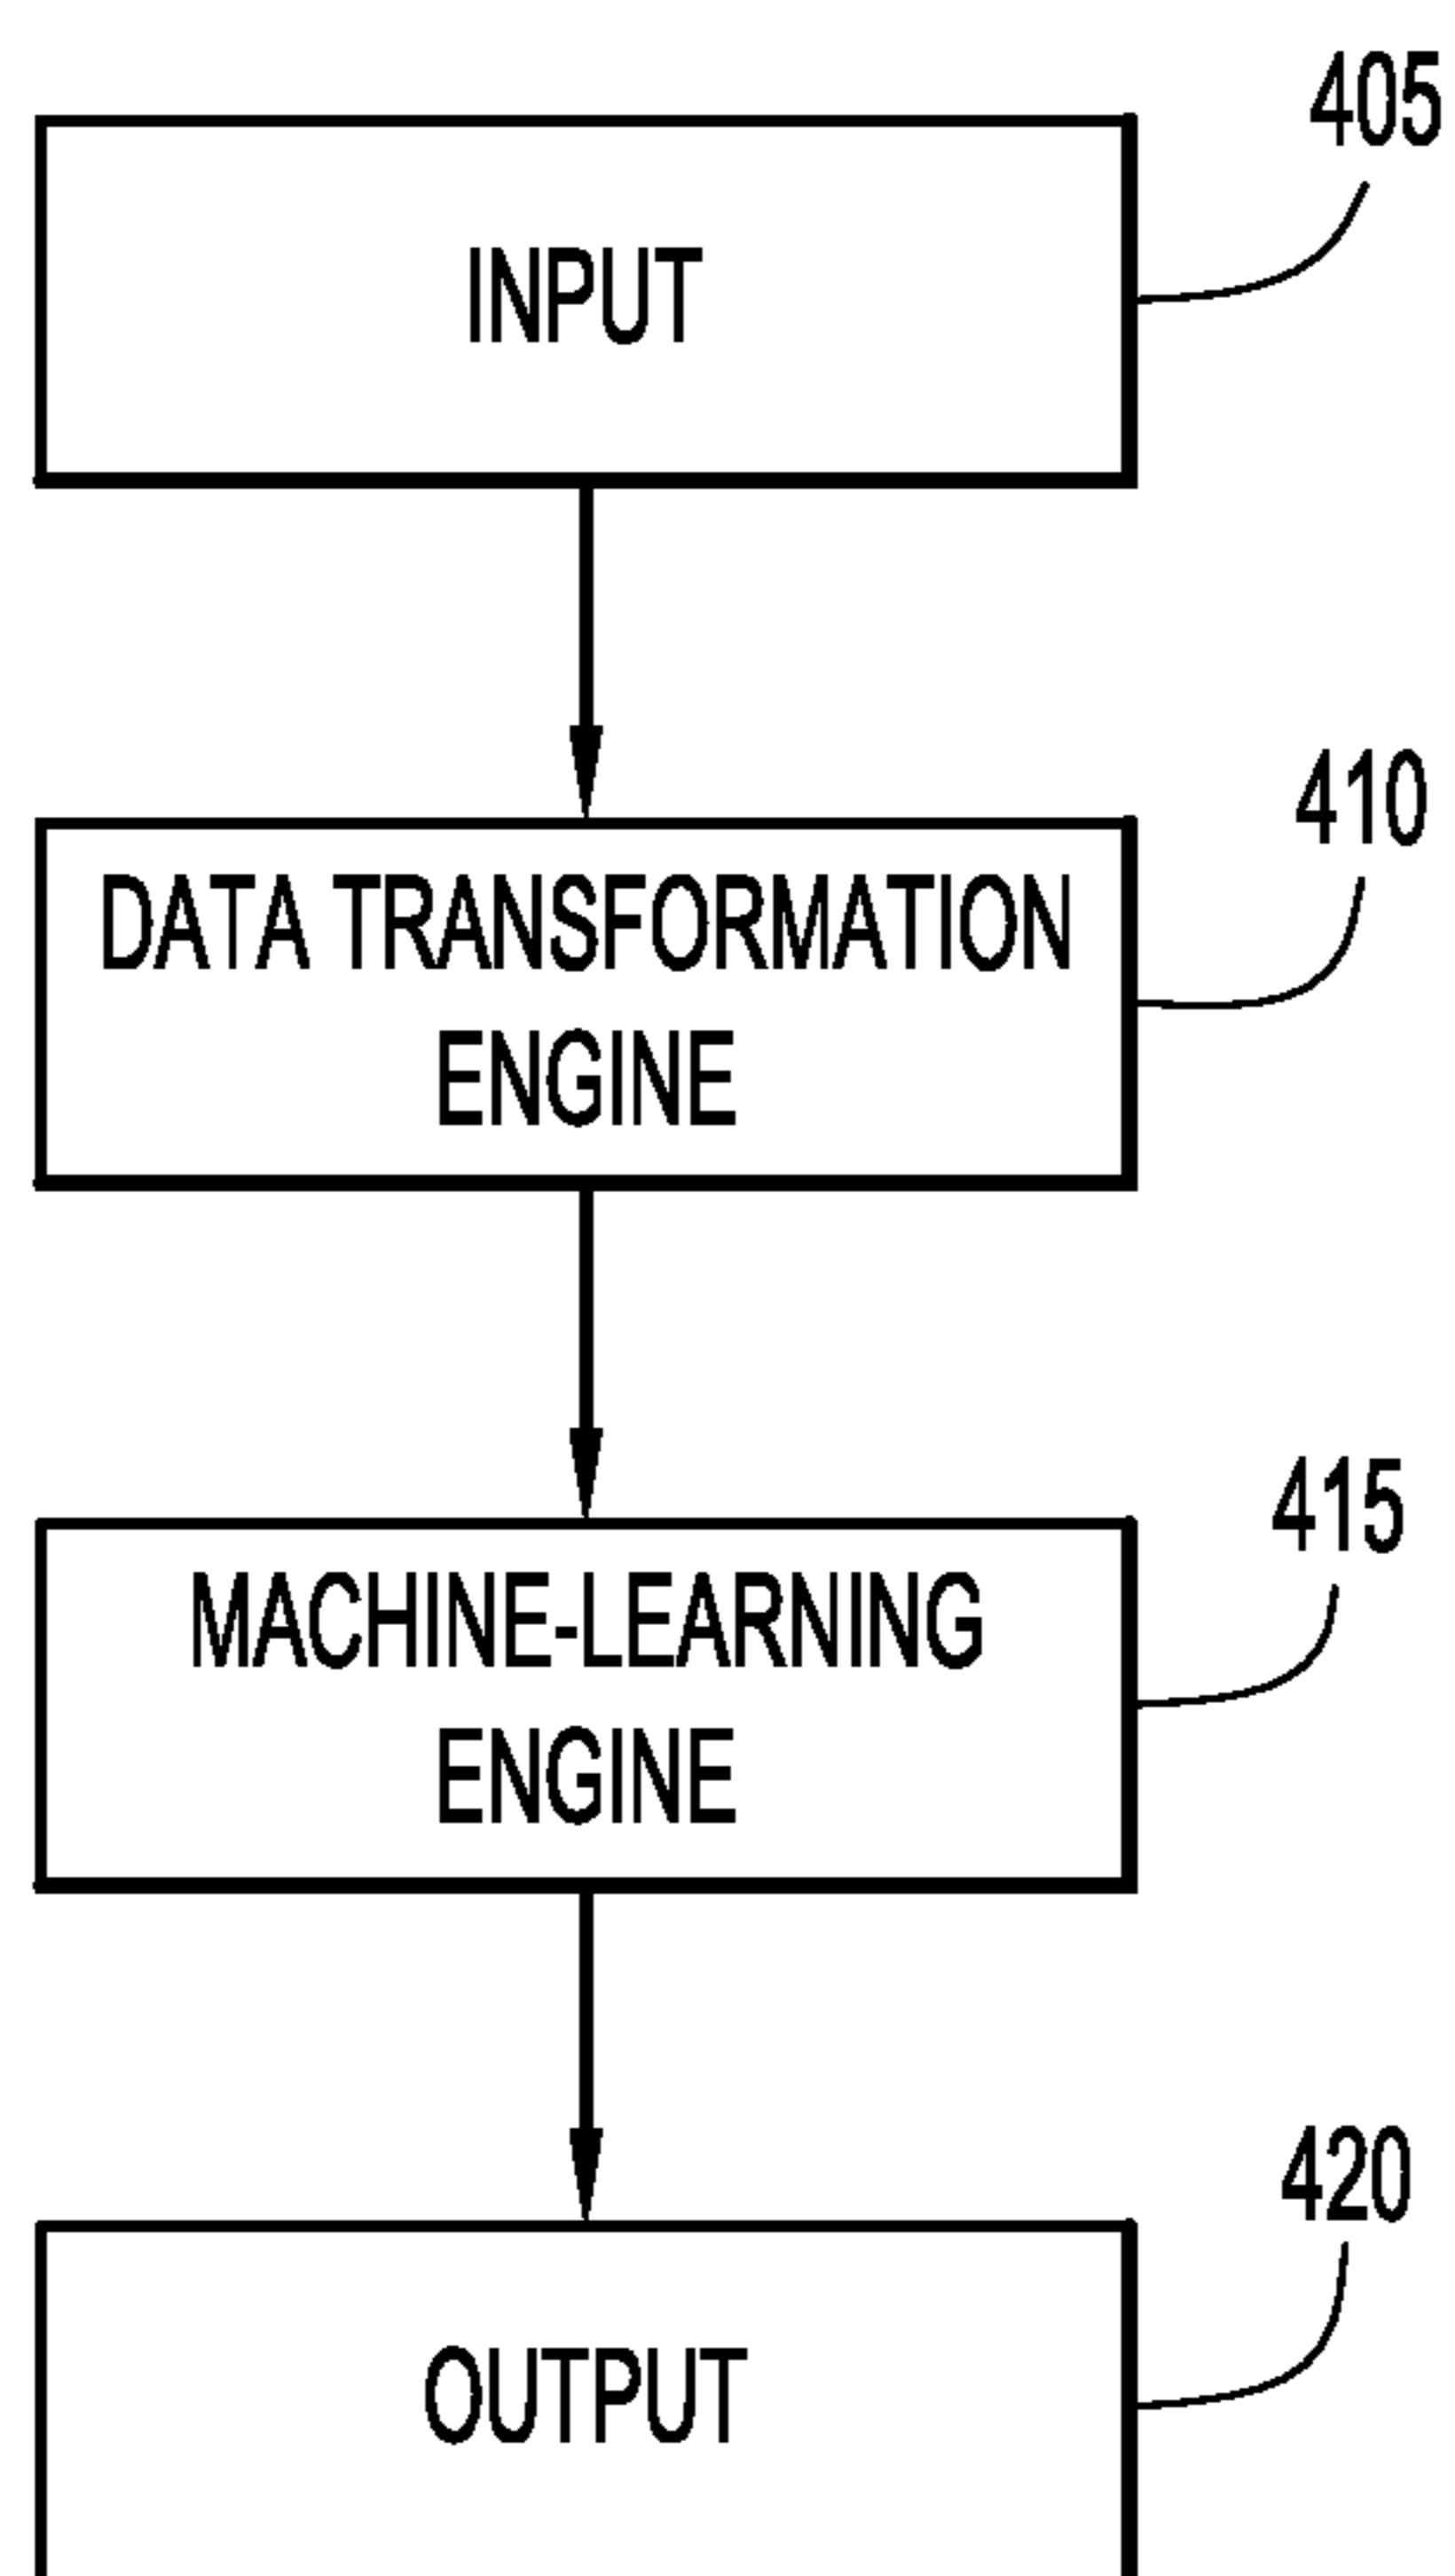 405
INPUT
410
DATA TRANSFORMATION
ENGINE
415
MACHINE-LEARNING
ENGINE
420
OUTPUT